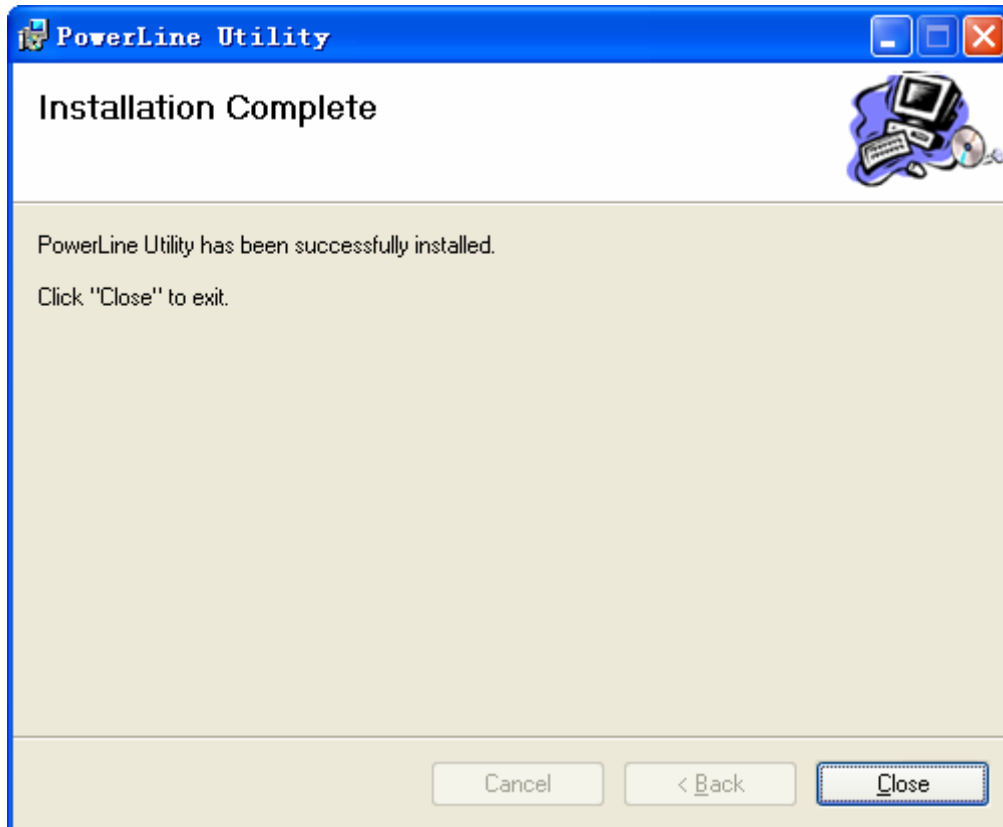 PowerLine Utility
Installation Complete
PowerLine Utility has been successfully installed.
Click "Close" to exit.
Cancel
< Back
Close